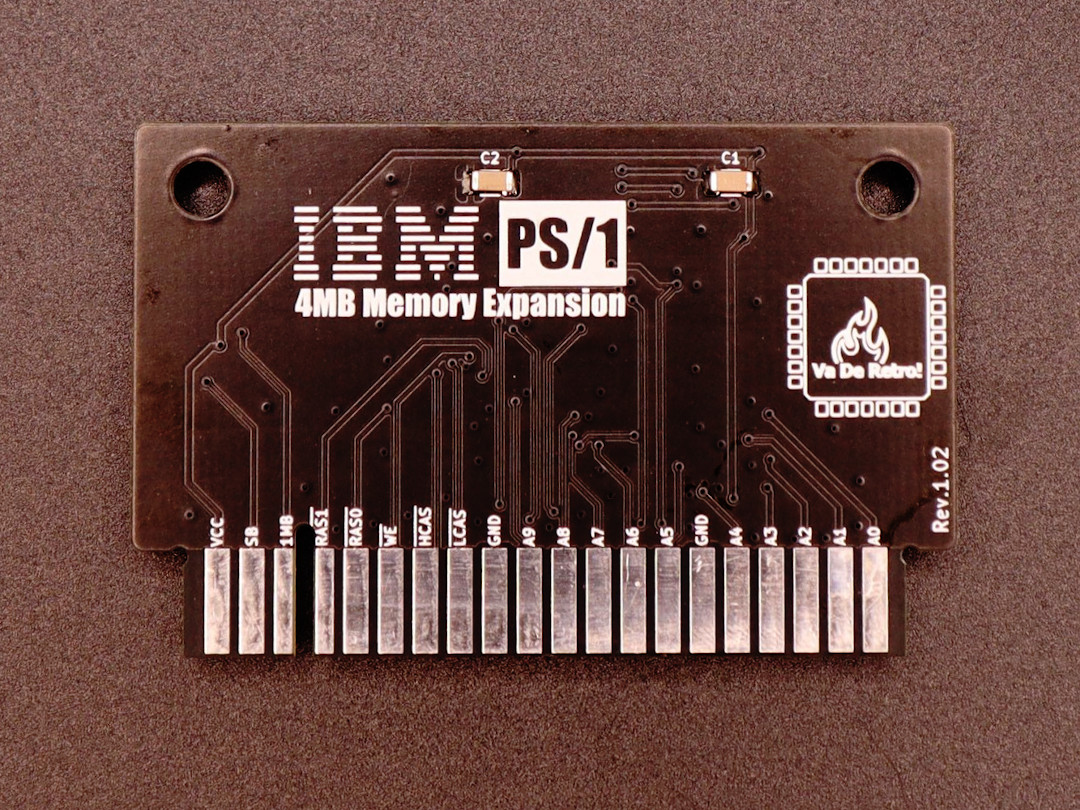 C2
C1
IBM PS/1
4MB Memory Expansion
Va De Retro!
Rev.1.02
VCC
SB
1MB
RAS1
RAS0
WE
HCAS
LCAS
GND
A9
A8
A7
A6
A5
GND
A4
A3
A2
A1
A0